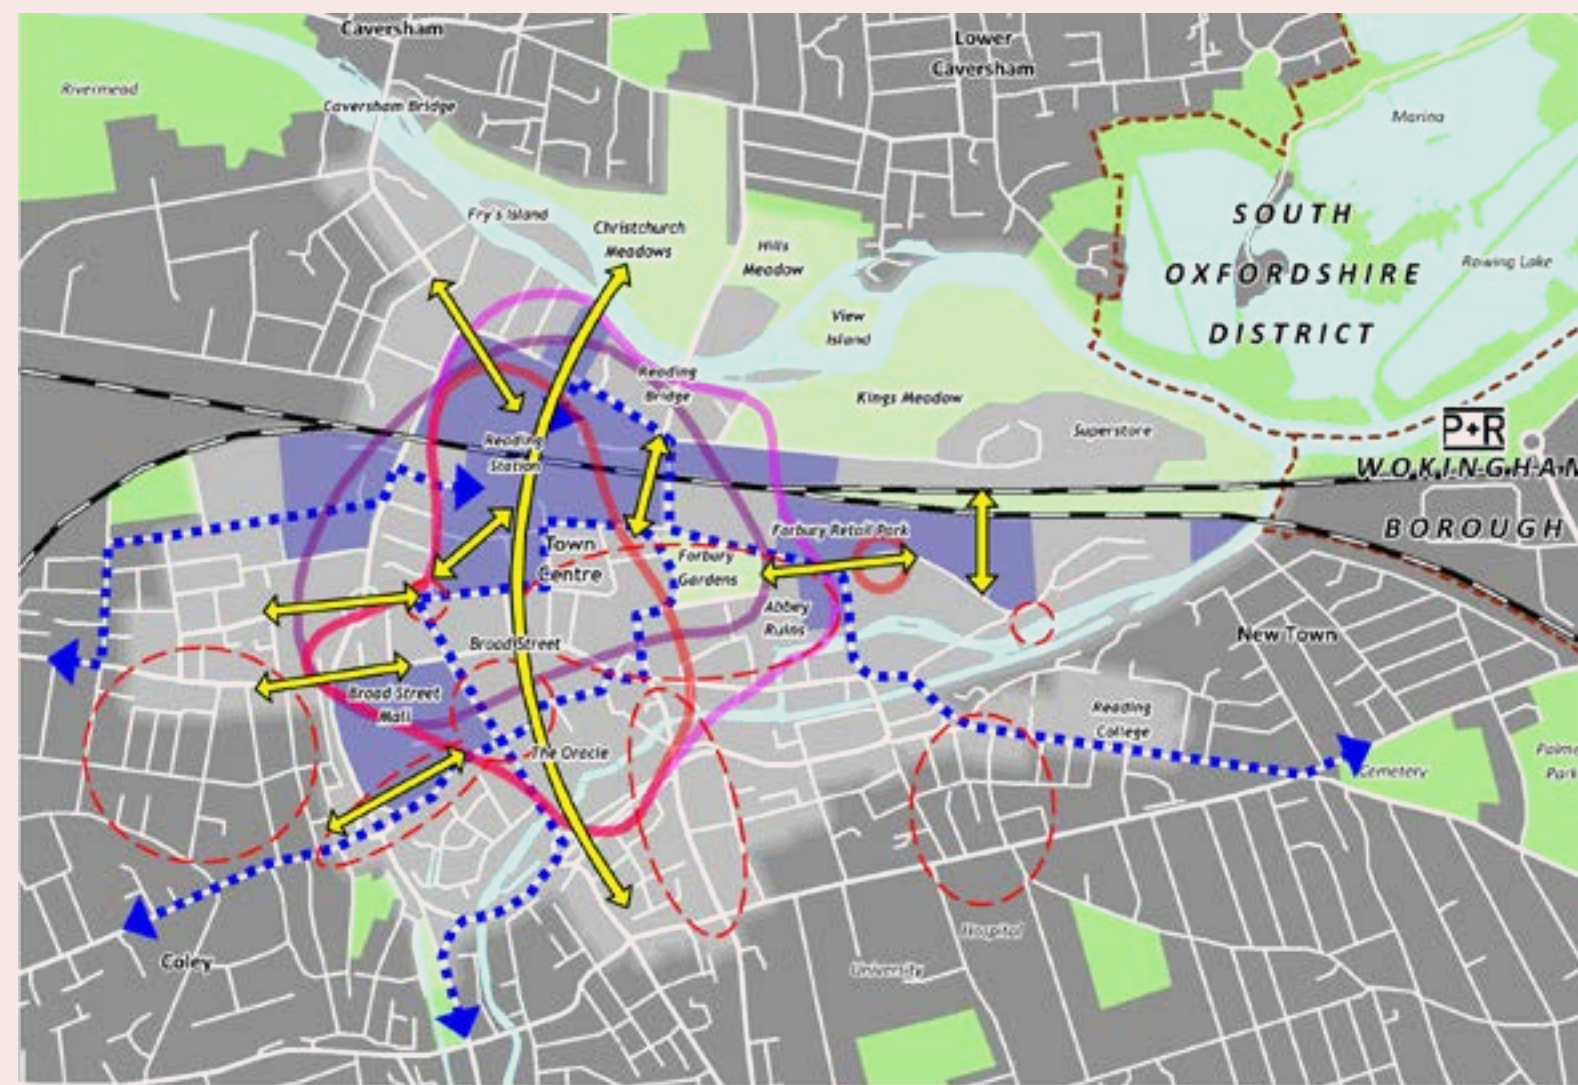 Caversham
Lower
Caversham
Rivermead
Caversham Bridge
Marina
Fry's Island
Christchurch
Meadows
Hills
Meadow
SOUTH
OXFORDSHIRE
DISTRICT
Rowing Lake
View
Island
Reading
Bridge
Kings Meadow
Superstore
P+R
Reading
Station
WOKINGHAM
BOROUGH
Town
Centre
Forbury Retail Park
Forbury
Gardens
Abbey
Ruins
Broad Street
New Town
Broad Street
Mall
Reading
College
The Oracle
Cemetery
Park
Hospital
Coley
University